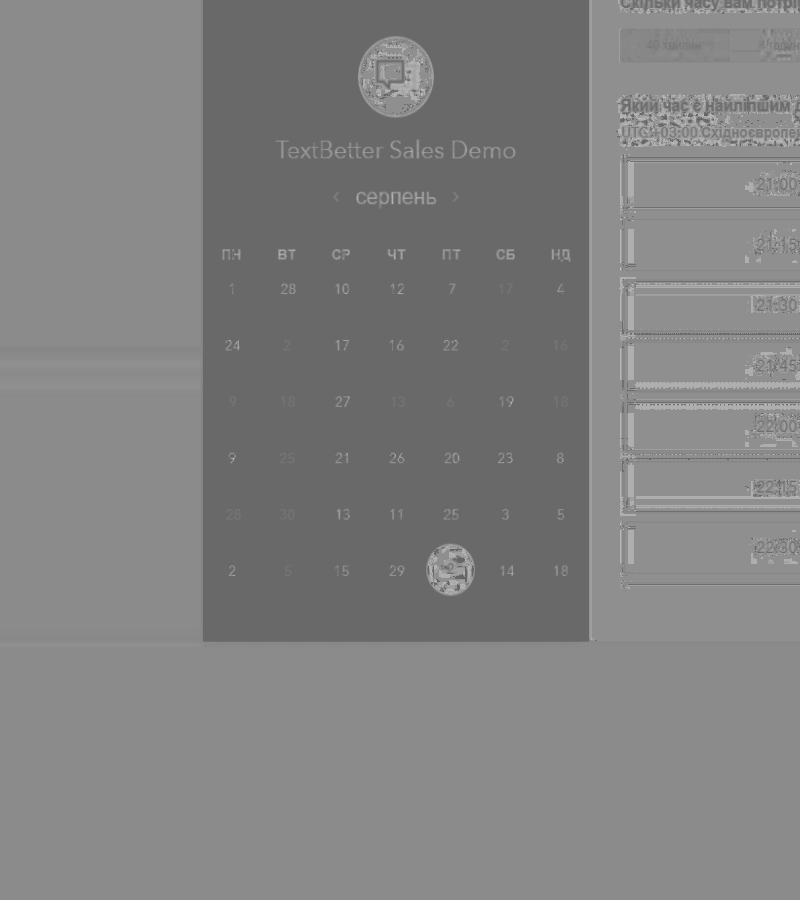 TextBetter Sales Demo
‹ серпень ›
ПН ВТ СР ЧТ ПТ СБ НД
1 28 10 12 7 17 4
24 2 17 16 22 2 16
9 18 27 13 6 19 18
9 25 21 26 20 23 8
28 30 13 11 25 3 5
2 5 15 29 14 18
Скільки часу вам потрі
40 хвилин
Який час є найліпшим д
UTC+03:00 Східноєвропе
21:00
21:15
21:30
21:45
22:00
22:15
22:30